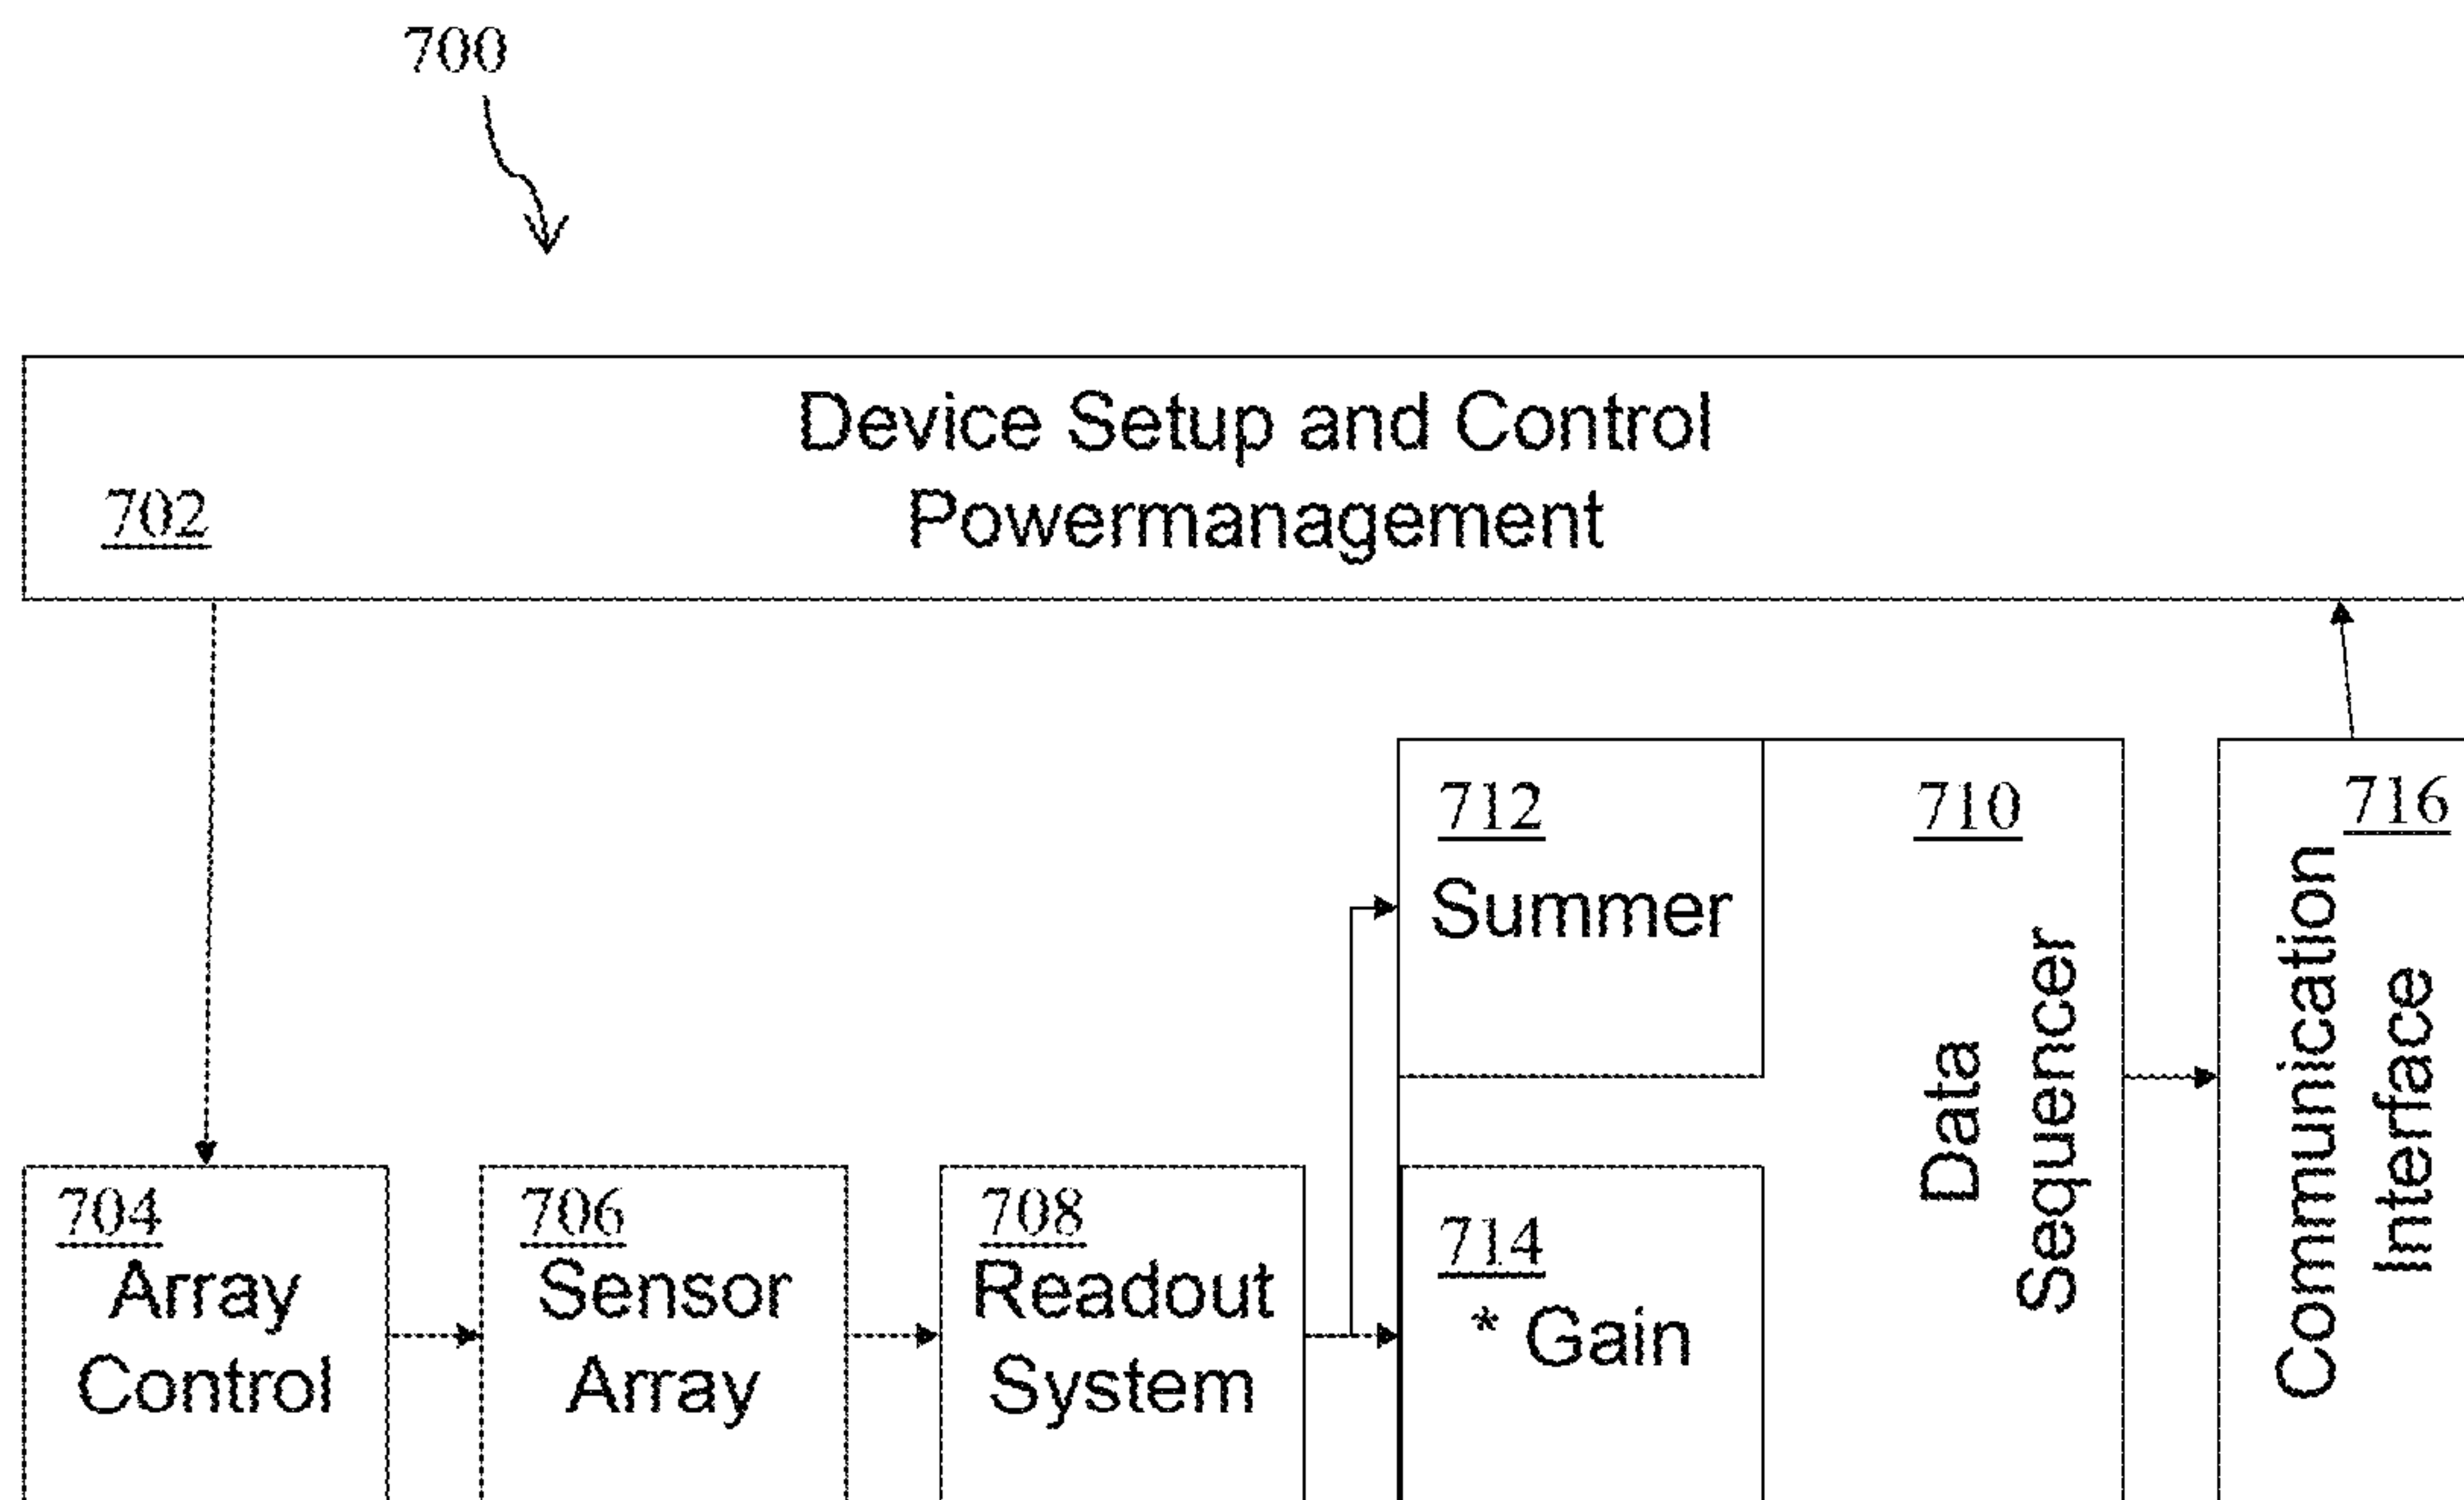 700
Device Setup and Control
Powermanagement
702
712
Summer
710
Data
Sequencer
716
Communication
Interface
704
Array
Control
706
Sensor
Array
708
Readout
System
714
* Gain